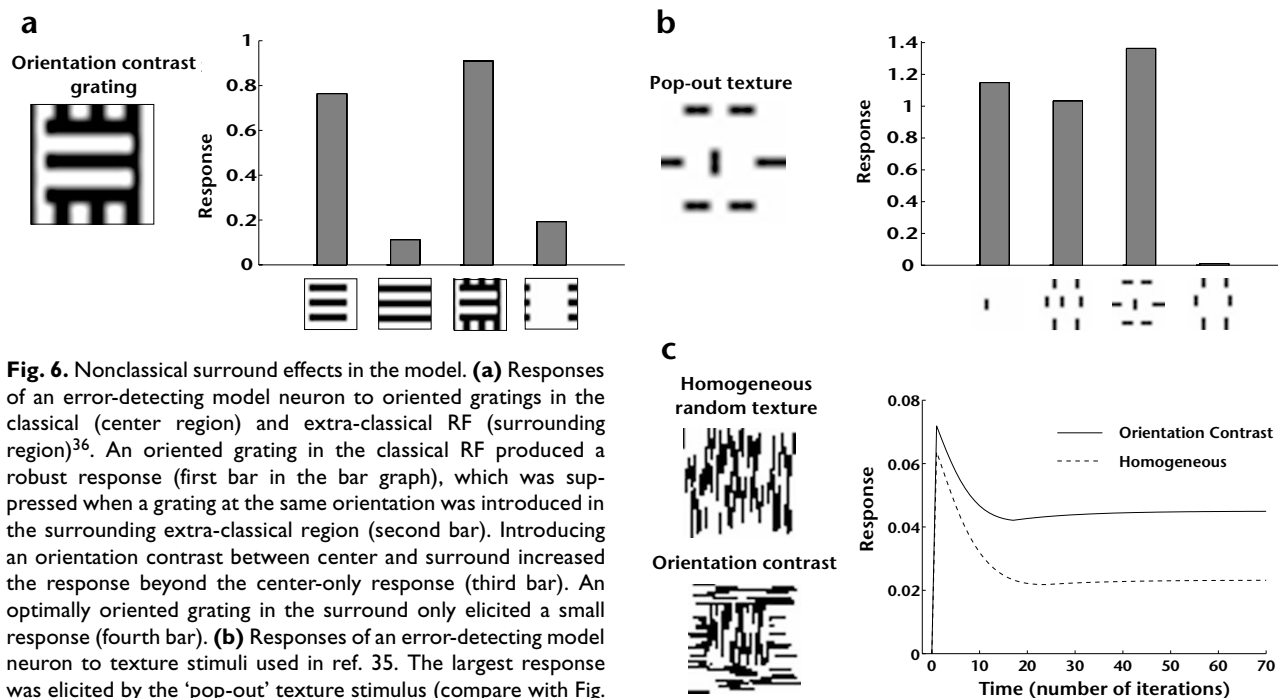 a
Orientation contrast
grating
Response
1
0.8
0.6
0.4
0.2
0
b
Pop-out texture
Response
1.4
1.2
1
0.8
0.6
0.4
0.2
0
Fig. 6. Nonclassical surround effects in the model. (a) Responses
of an error-detecting model neuron to oriented gratings in the
classical (center region) and extra-classical RF (surrounding
region)36. An oriented grating in the classical RF produced a
robust response (first bar in the bar graph), which was sup-
pressed when a grating at the same orientation was introduced in
the surrounding extra-classical region (second bar). Introducing
an orientation contrast between center and surround increased
the response beyond the center-only response (third bar). An
optimally oriented grating in the surround only elicited a small
response (fourth bar). (b) Responses of an error-detecting model
neuron to texture stimuli used in ref. 35. The largest response
was elicited by the ‘pop-out’ texture stimulus (compare with Fig.
c
Homogeneous
random texture
Orientation contrast
Response
0.08
0.06
0.04
0.02
0
Orientation Contrast
Homogeneous
0 10 20 30 40 50 60 70
Time (number of iterations)